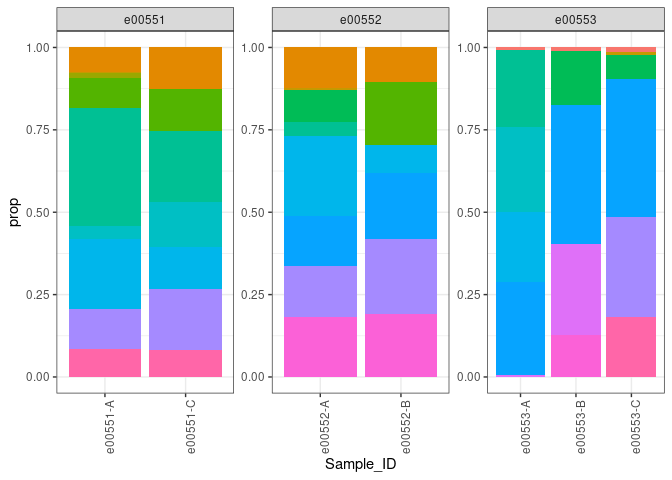 e00551 e00552 e00553
prop
1.00 1.00 1.00
0.75 0.75 0.75
0.50 0.50 0.50
0.25 0.25 0.25
0.00 0.00 0.00
e00551-A e00551-C e00552-A e00552-B e00553-A e00553-B e00553-C
Sample_ID